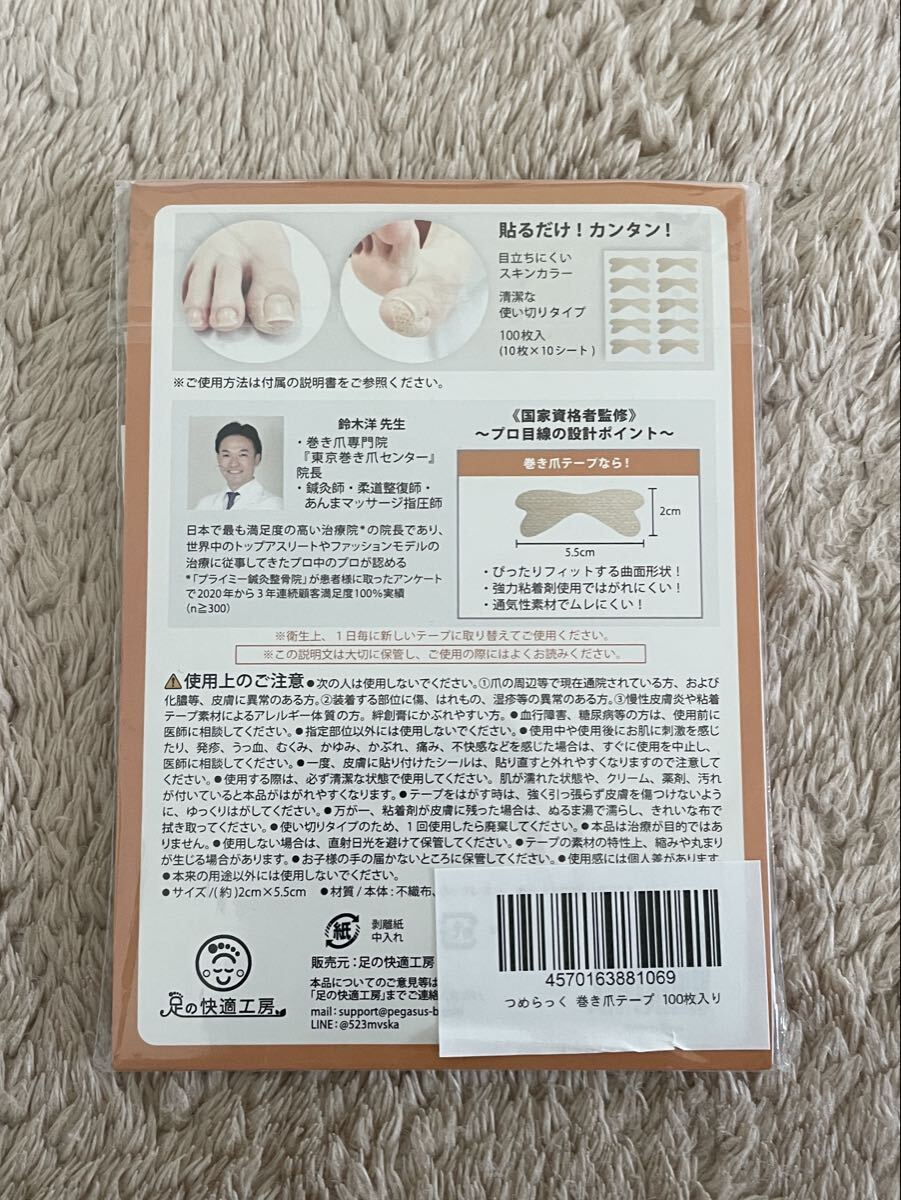 貼るだけ！カンタン！
目立ちにくい
スキンカラー
清潔な
使い切りタイプ
100枚入
(10枚×10シート)
※ご使用方法は付属の説明書をご参照ください。
鈴木洋 先生
・巻き爪専門院
『東京巻き爪センター』
院長
・鍼灸師・柔道整復師・
あんまマッサージ指圧師
日本で最も満足度の高い治療院*の院長であり、
世界中のトップアスリートやファッションモデルの
治療に従事してきたプロ中のプロが認める
*「プライミー鍼灸整骨院」が患者様に取ったアンケート
で2020年から3年連続顧客満足度100%実績
(n≧300)
《国家資格者監修》
～プロ目線の設計ポイント～
巻き爪テープなら！
2cm
5.5cm
・ぴったりフィットする曲面形状！
・強力粘着剤使用ではがれにくい！
・通気性素材でムレにくい！
※衛生上、1日毎に新しいテープに取り替えてご使用ください。
※この説明文は大切に保管し、ご使用の際にはよくお読みください。
⚠使用上のご注意 ●次の人は使用しないでください。①爪の周辺等で現在通院されている方、および
化膿等、皮膚に異常のある方。②装着する部位に傷、はれもの、湿疹等の異常のある方。③慢性皮膚炎や粘着
テープ素材によるアレルギー体質の方。絆創膏にかぶれやすい方。●血行障害、糖尿病等の方は、使用前に
医師に相談してください。●指定部位以外には使用しないでください。●使用中や使用後にお肌に刺激を感じ
たり、発疹、うっ血、むくみ、かゆみ、かぶれ、痛み、不快感などを感じた場合は、すぐに使用を中止し、
医師に相談してください。●一度、皮膚に貼り付けたシールは、貼り直すと外れやすくなりますので注意して
ください。●使用する際は、必ず清潔な状態で使用してください。肌が濡れた状態や、クリーム、薬剤、汚れ
が付いていると本品がはがれやすくなります。●テープをはがす時は、強く引っ張らず皮膚を傷つけないよう
に、ゆっくりはがしてください。●万が一、粘着剤が皮膚に残った場合は、ぬるま湯で濡らし、きれいな布で
拭き取ってください。●使い切りタイプのため、1回使用したら廃棄してください。●本品は治療が目的ではあ
りません。●使用しない場合は、直射日光を避けて保管してください。●テープの素材の特性上、縮みや丸まり
が生じる場合があります。●お子様の手の届かないところに保管してください。●使用感には個人差があります
●本来の用途以外には使用しないでください。
●サイズ/(約)2cm×5.5cm ●材質/本体:不織布、
紙
剥離紙
中入れ
販売元：足の快適工房
本品についてのご意見等は
「足の快適工房」までご連絡
mail: support@pegasus-b
LINE: @523mvska
足の快適工房
4570163881069
つめらっく 巻き爪テープ 100枚入り